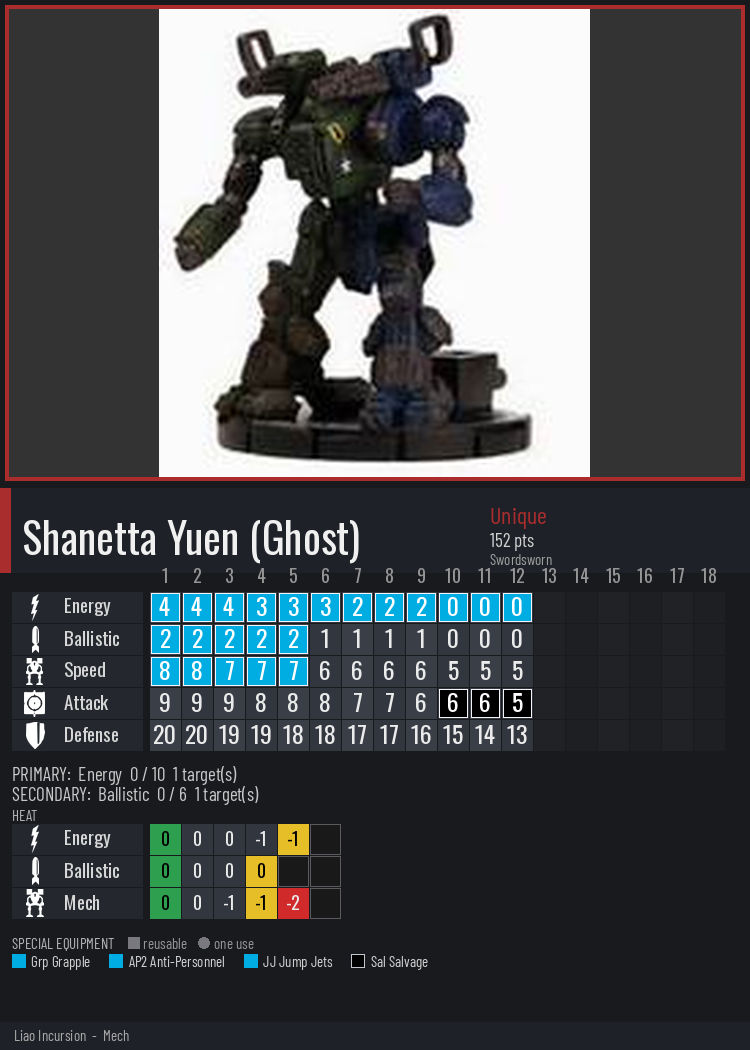 Shanetta Yuen (Ghost)
Unique
152 pts
Swordsworn
1 2 3 4 5 6 7 8 9 10 11 12 13 14 15 16 17 18
Energy 4 4 4 3 3 3 2 2 2 0 0 0
Ballistic 2 2 2 2 2 1 1 1 1 0 0 0
Speed 8 8 7 7 7 6 6 6 6 5 5 5
Attack 9 9 9 8 8 8 7 7 6 6 6 5
Defense 20 20 19 19 18 18 17 17 16 15 14 13
PRIMARY: Energy 0 / 10 1 target(s)
SECONDARY: Ballistic 0 / 6 1 target(s)
HEAT
Energy 0 0 0 -1 -1
Ballistic 0 0 0 0
Mech 0 0 -1 -1 -2
SPECIAL EQUIPMENT reusable one use
Grp Grapple AP2 Anti-Personnel JJ Jump Jets Sal Salvage
Liao Incursion - Mech